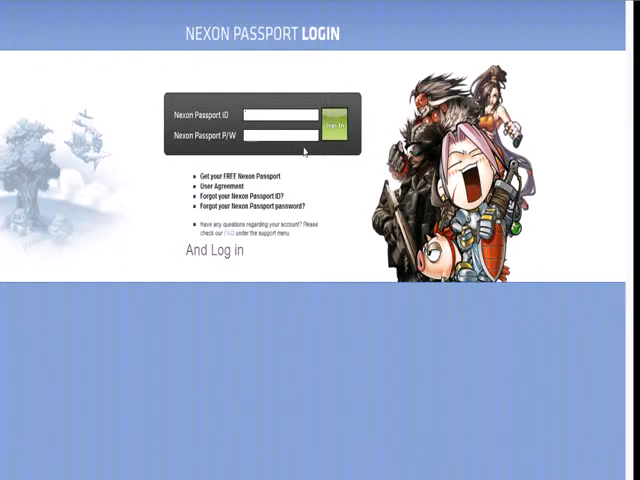 NEXON PASSPORT LOGIN
Nexon Passport ID
Nexon Passport P/W
Sign In
Get your FREE Nexon Passport
User Agreement
Forgot your Nexon Passport ID?
Forgot your Nexon Passport password?
Have any questions regarding your account? Please
check our FAQ under the support menu.
And Log in